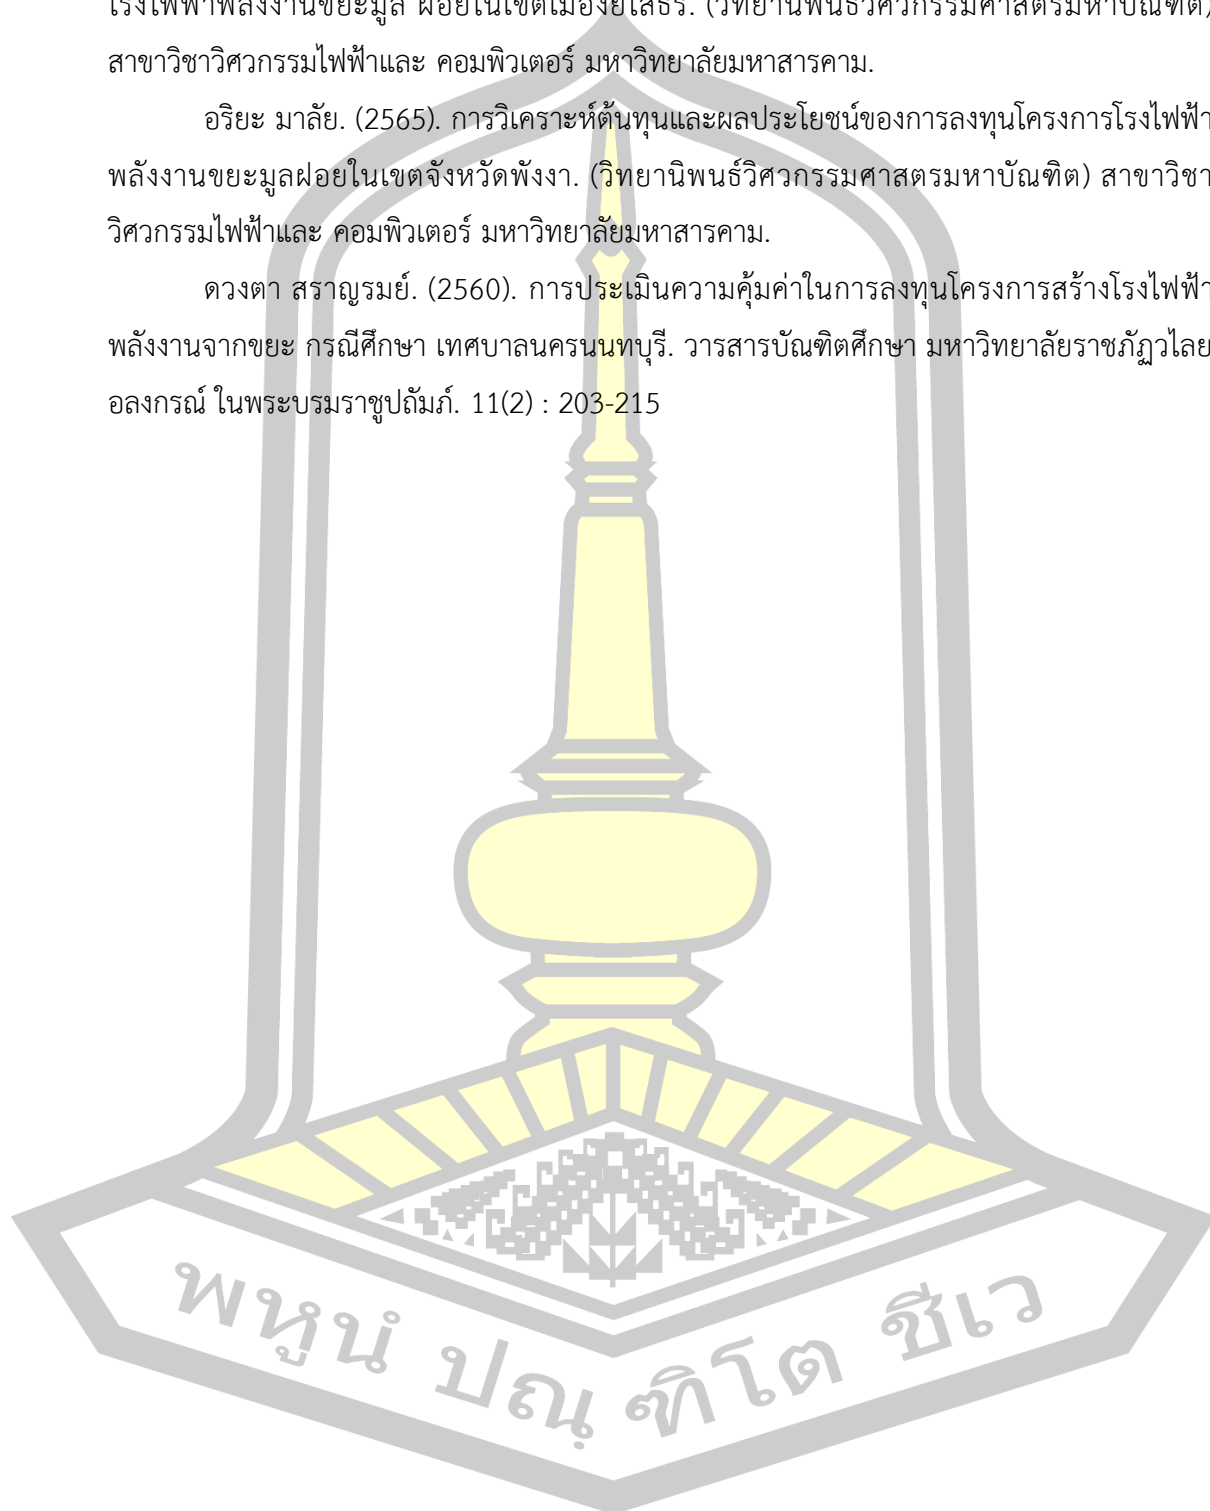 โรงไฟฟ้าพลังงานขยะมูล ฝอยในเขตเมืองยโสธร. (วิทยานิพนธ์วิศวกรรมศาสตรมหาบัณฑิต)
สาขาวิชาวิศวกรรมไฟฟ้าและ คอมพิวเตอร์ มหาวิทยาลัยมหาสารคาม.
อริยะ มาลัย. (2565). การวิเคราะห์ต้นทุนและผลประโยชน์ของการลงทุนโครงการโรงไฟฟ้า
พลังงานขยะมูลฝอยในเขตจังหวัดพังงา. (วิทยานิพนธ์วิศวกรรมศาสตรมหาบัณฑิต) สาขาวิชา
วิศวกรรมไฟฟ้าและ คอมพิวเตอร์ มหาวิทยาลัยมหาสารคาม.
ดวงตา สราญรมย์. (2560). การประเมินความคุ้มค่าในการลงทุนโครงการสร้างโรงไฟฟ้า
พลังงานจากขยะ กรณีศึกษา เทศบาลนครนนทบุรี. วารสารบัณฑิตศึกษา มหาวิทยาลัยราชภัฏวไลย
อลงกรณ์ ในพระบรมราชูปถัมภ์. 11(2) : 203-215
พหูนํ ปณฺ ฑิโต ชีเว